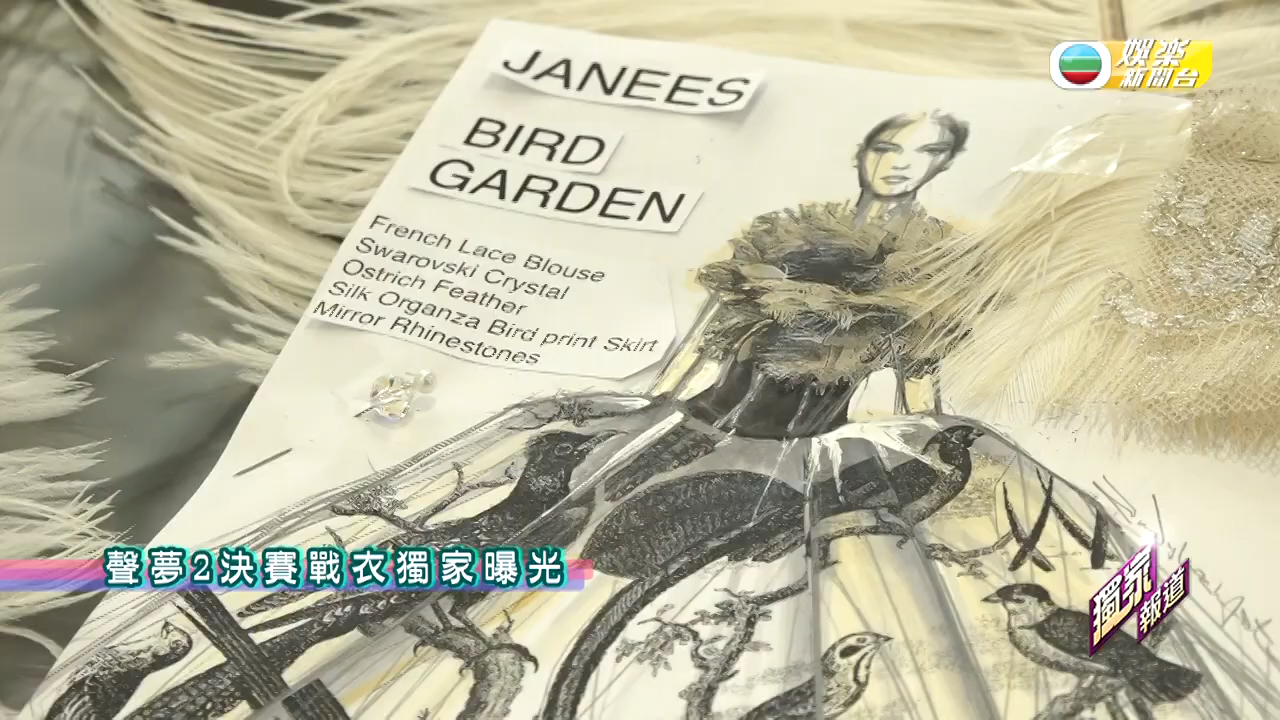 JANEES
BIRD
GARDEN
French Lace Blouse
Swarovski Crystal
Ostrich Feather
Silk Organza Bird print Skirt
Mirror Rhinestones
娛楽
新聞台
聲夢2決賽戰衣獨家曝光
獨家
報道